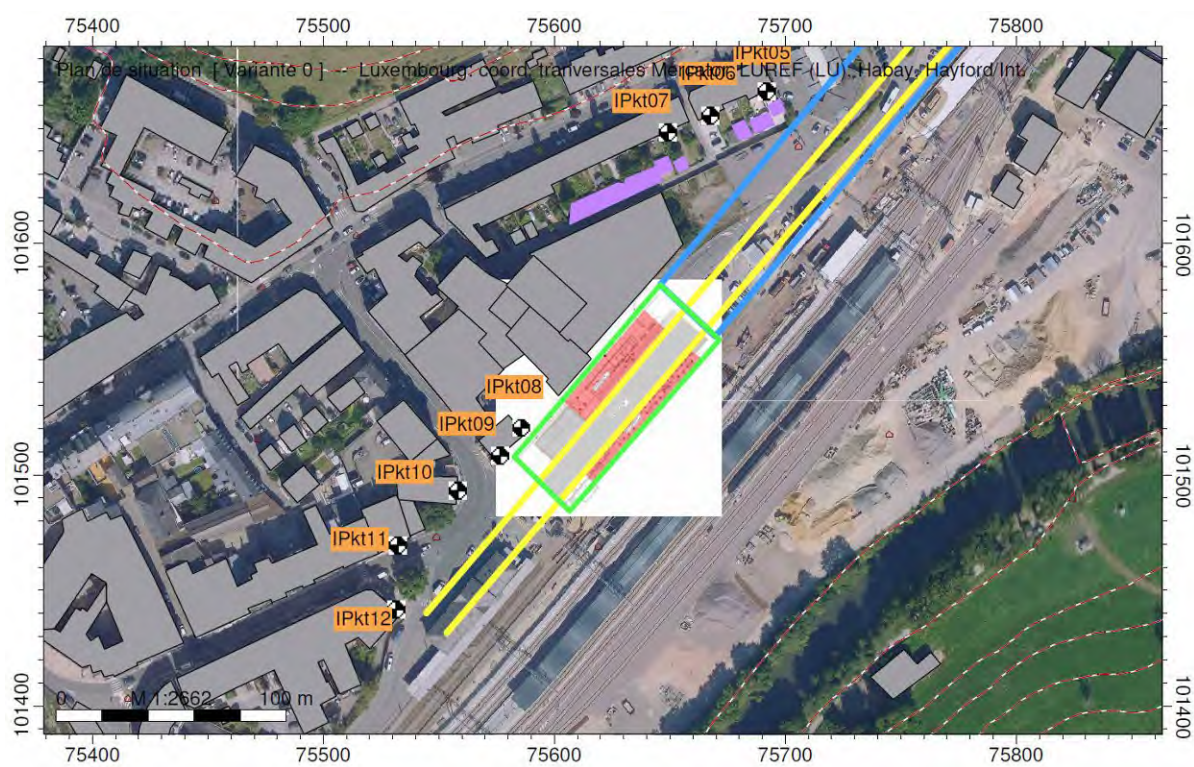 75400 75500 75600 75700 75800
Plan de situation [ Variante 0 ] -- Luxembourg, coord. tranversales Mercator, LUREF (LU); Habay, Hayford Int.
IPkt05
IPkt06
IPkt07
101600 101600
IPkt08
IPkt09
IPkt10
101500 101500
IPkt11
IPkt12
0 M 1:2662 100 m
101400 101400
75400 75500 75600 75700 75800